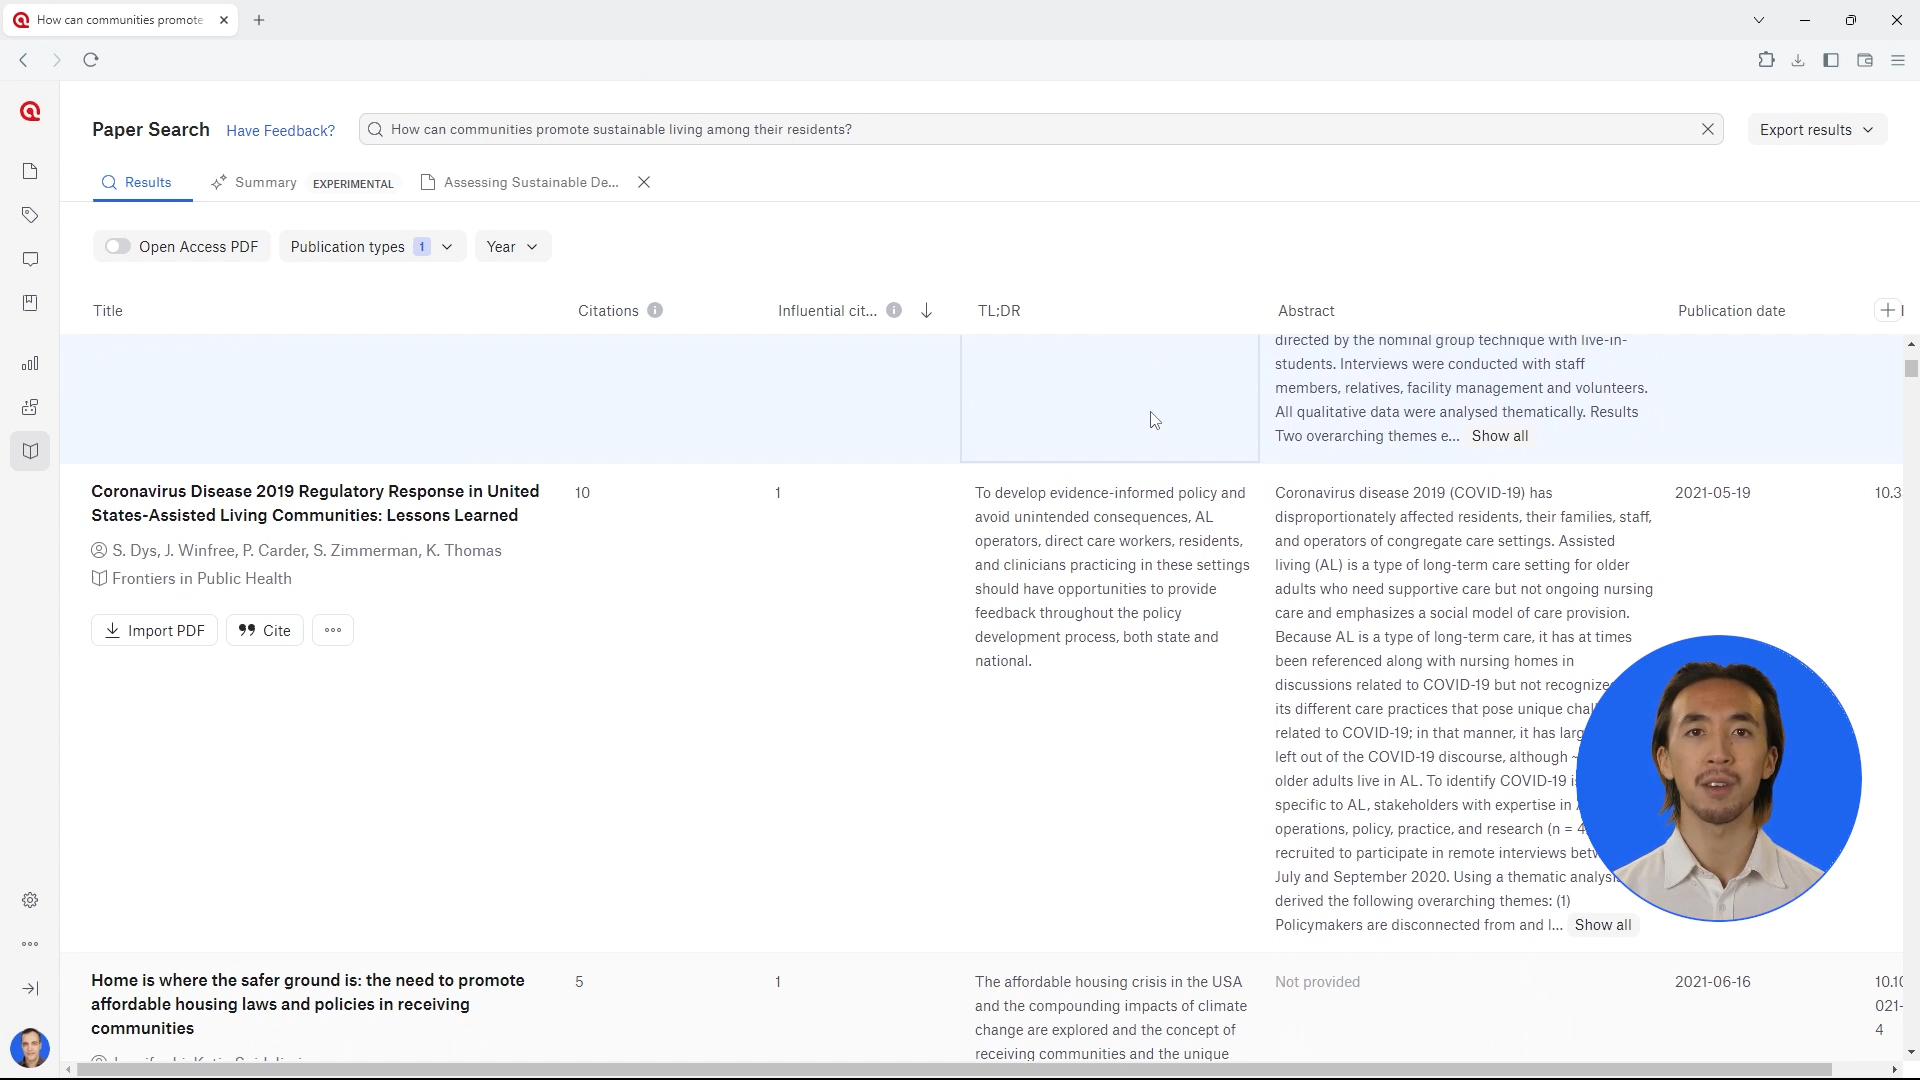 How can communities promote
Paper Search
Have Feedback?
How can communities promote sustainable living among their residents?
Export results
Results
Summary
EXPERIMENTAL
Assessing Sustainable De...
Open Access PDF
Publication types
1
Year
Title
Citations
Influential cit...
TL;DR
Abstract
Publication date
directed by the nominal group technique with live-in-
students. Interviews were conducted with staff
members, relatives, facility management and volunteers.
All qualitative data were analysed thematically. Results
Two overarching themes e... Show all
Coronavirus Disease 2019 Regulatory Response in United
States-Assisted Living Communities: Lessons Learned
S. Dys, J. Winfree, P. Carder, S. Zimmerman, K. Thomas
Frontiers in Public Health
Import PDF
Cite
10
1
To develop evidence-informed policy and
avoid unintended consequences, AL
operators, direct care workers, residents,
and clinicians practicing in these settings
should have opportunities to provide
feedback throughout the policy
development process, both state and
national.
Coronavirus disease 2019 (COVID-19) has
disproportionately affected residents, their families, staff,
and operators of congregate care settings. Assisted
living (AL) is a type of long-term care setting for older
adults who need supportive care but not ongoing nursing
care and emphasizes a social model of care provision.
Because AL is a type of long-term care, it has at times
been referenced along with nursing homes in
discussions related to COVID-19 but not
its different care practices that pose unique
related to COVID-19; in that manner, it has
left out of the COVID-19 discourse, although ~
older adults live in AL. To identify COVID-19
specific to AL, stakeholders with expertise in
operations, policy, practice, and research (n = 4
recruited to participate in remote interviews
July and September 2020. Using a thematic
derived the following overarching themes: (1)
Policymakers are disconnected from and l... Show all
2021-05-19
10.3
Home is where the safer ground is: the need to promote
affordable housing laws and policies in receiving
communities
5
1
The affordable housing crisis in the USA
and the compounding impacts of climate
change are explored and the concept of
receiving communities and the unique
Not provided
2021-06-16
10.10
021-
4